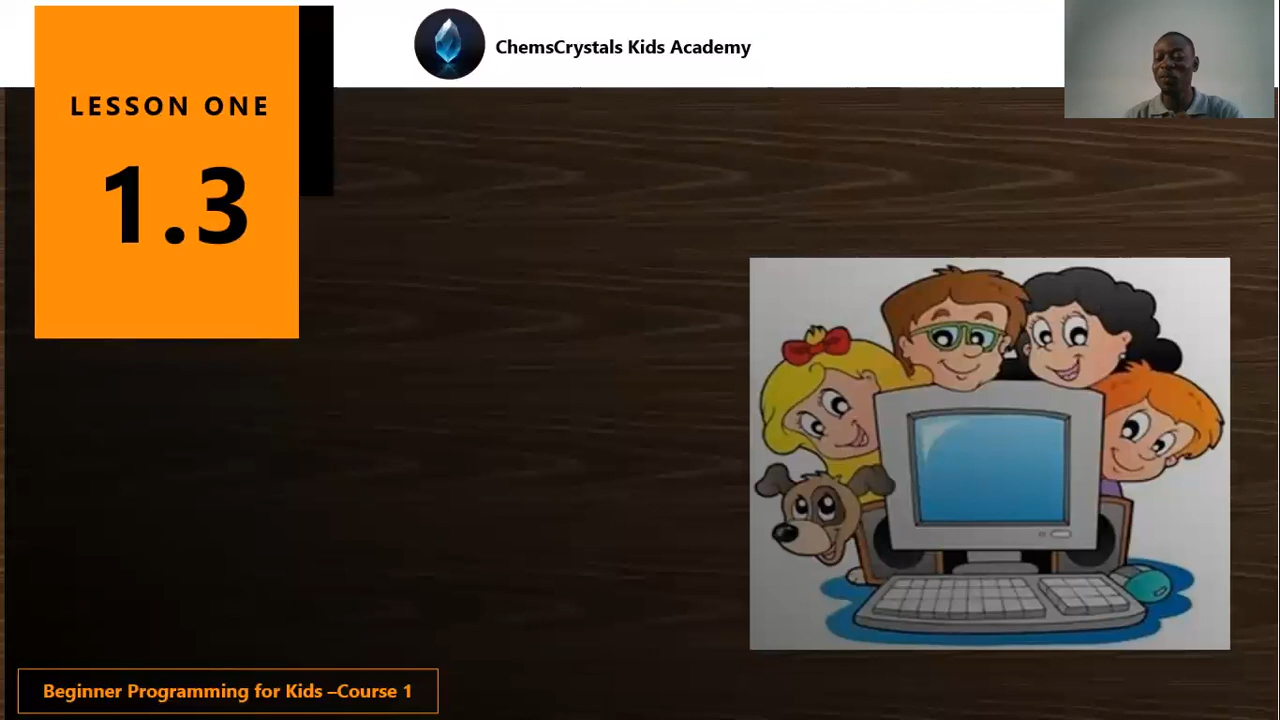 ChemsCrystals Kids Academy
LESSON ONE
1.3
Beginner Programming for Kids –Course 1